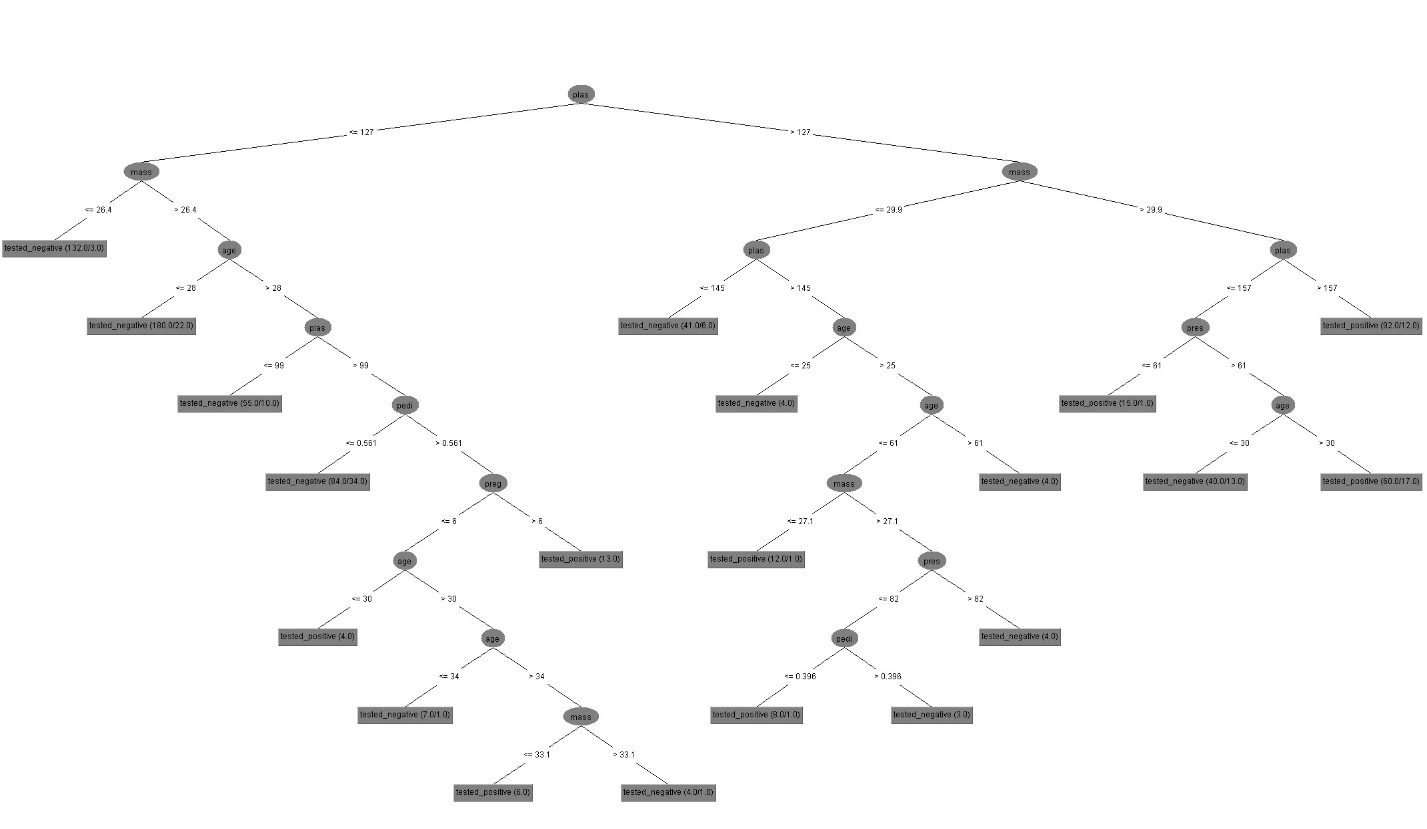 plas
<= 127
> 127
mass
mass
<= 26.4
> 26.4
<= 29.9
> 29.9
tested_negative (132.0/3.0)
age
plas
plas
<= 28
> 28
<= 145
> 145
<= 157
> 157
tested_negative (180.0/22.0)
plas
tested_negative (41.0/6.0)
age
pres
tested_positive (92.0/12.0)
<= 99
> 99
<= 25
> 25
<= 61
> 61
tested_negative (55.0/10.0)
pedi
tested_negative (4.0)
age
tested_positive (15.0/1.0)
age
<= 0.561
> 0.561
<= 61
> 61
<= 30
> 30
tested_negative (84.0/34.0)
preg
mass
tested_negative (4.0)
tested_negative (40.0/13.0)
tested_positive (60.0/17.0)
<= 6
> 6
<= 27.1
> 27.1
age
tested_positive (13.0)
tested_positive (12.0/1.0)
pres
<= 30
> 30
<= 82
> 82
tested_positive (4.0)
age
pedi
tested_negative (4.0)
<= 34
> 34
<= 0.396
> 0.396
tested_negative (7.0/1.0)
mass
tested_positive (8.0/1.0)
tested_negative (3.0)
<= 33.1
> 33.1
tested_positive (6.0)
tested_negative (4.0/1.0)